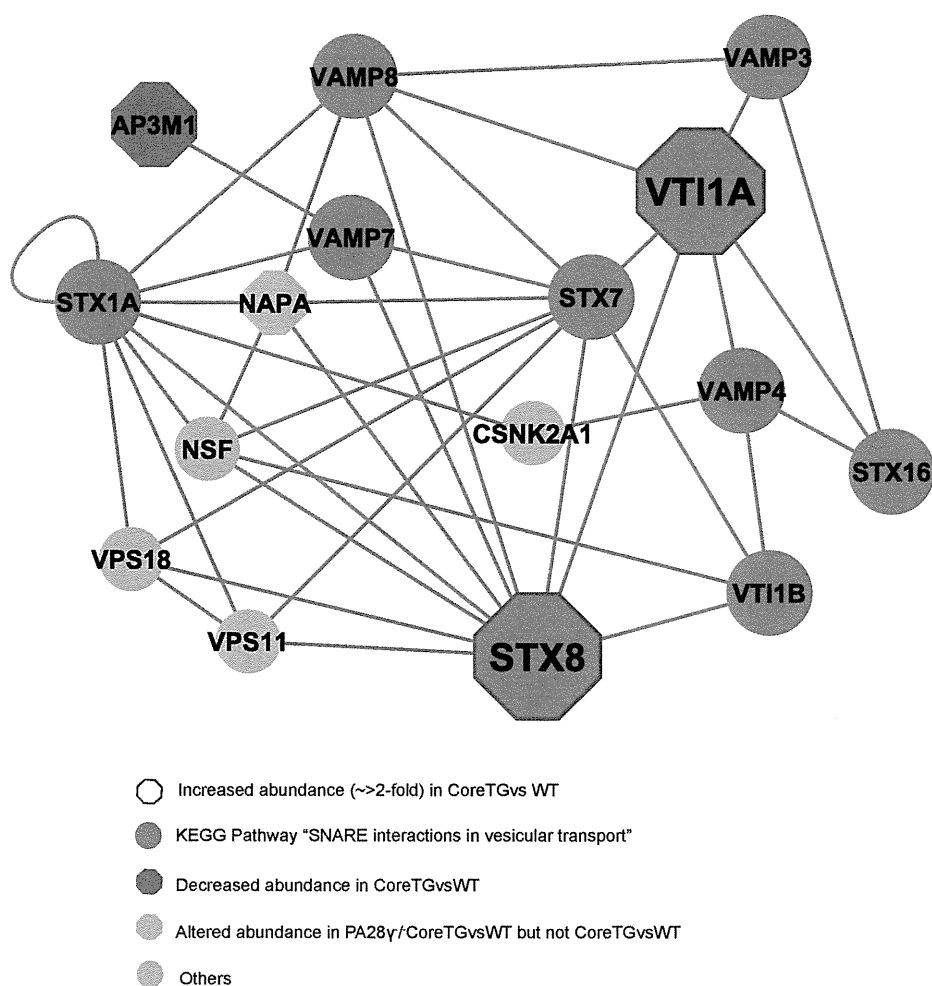 VAMP8
VAMP3
AP3M1
VTI1A
VAMP7
STX1A
NAPA
STX7
VAMP4
NSF
CSNK2A1
STX16
VPS18
VTI1B
VPS11
STX8
Increased abundance (~>2-fold) in CoreTGvs WT
KEGG Pathway “SNARE interactions in vesicular transport”
Decreased abundance in CoreTGvsWT
Altered abundance in PA28γ/-CoreTGvsWT but not CoreTGvsWT
Others